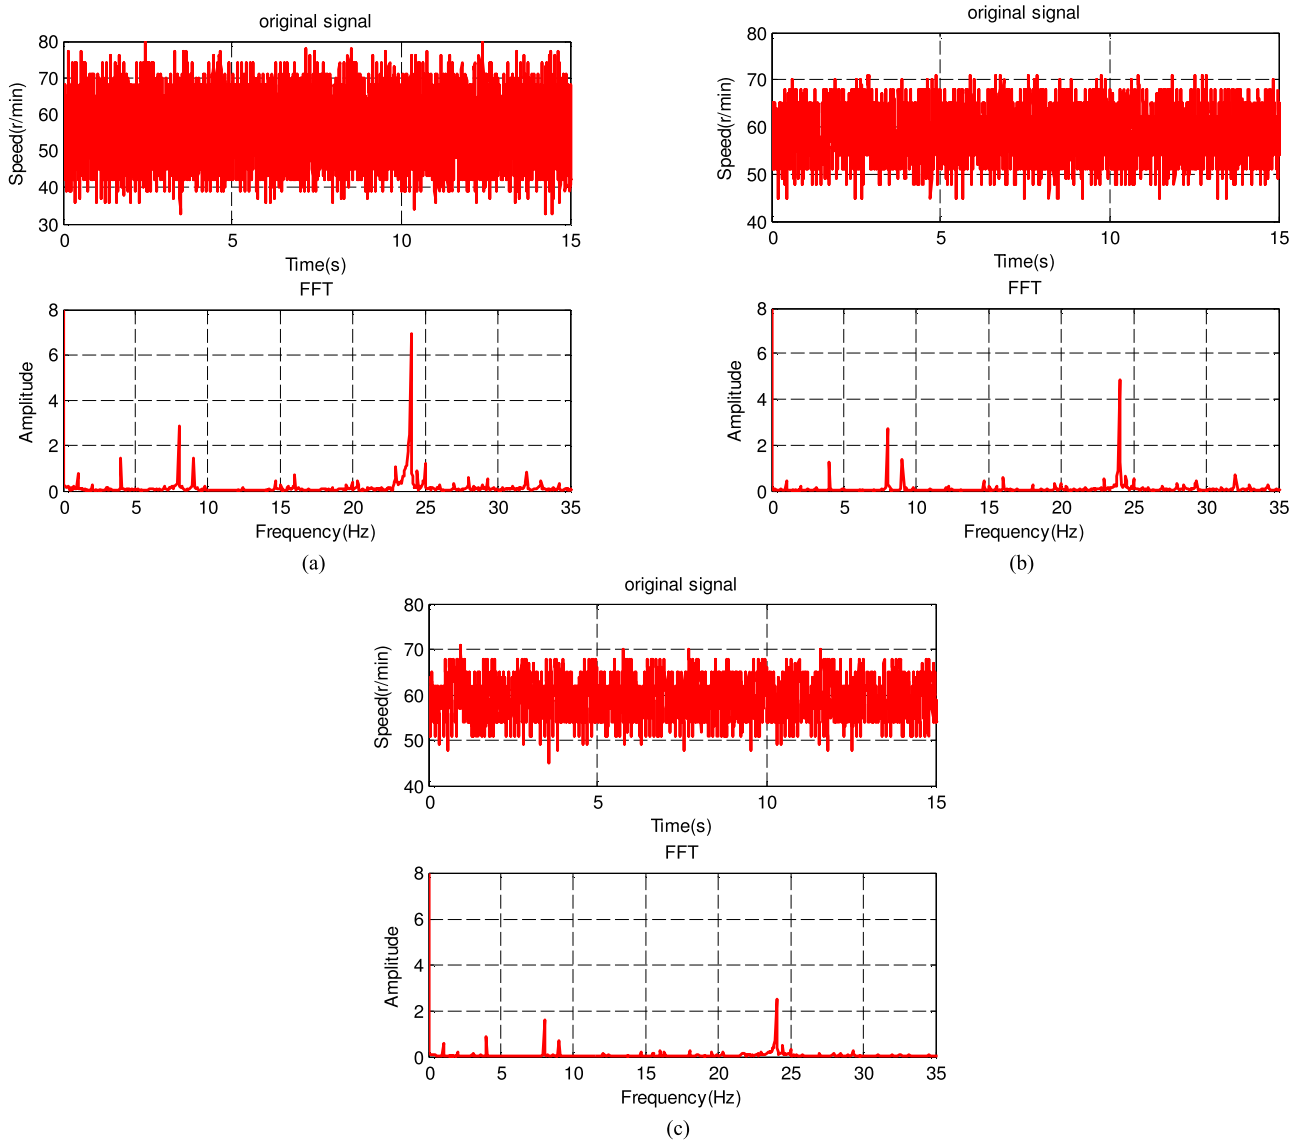 original signal
80
70
60
50
40
30
Speed(r/min)
0 5 10 15
Time(s)
FFT
8
6
4
2
0
Amplitude
0 5 10 15 20 25 30 35
Frequency(Hz)
(a)
original signal
80
70
60
50
40
Speed(r/min)
0 5 10 15
Time(s)
FFT
8
6
4
2
0
Amplitude
0 5 10 15 20 25 30 35
Frequency(Hz)
(b)
original signal
80
70
60
50
40
Speed(r/min)
0 5 10 15
Time(s)
FFT
8
6
4
2
0
Amplitude
0 5 10 15 20 25 30 35
Frequency(Hz)
(c)